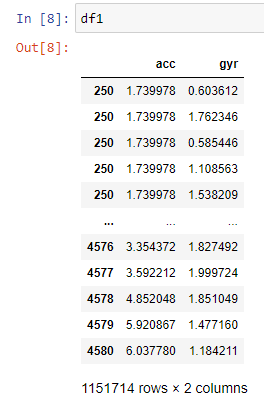 In [8]: df1
Out[8]:
acc gyr
250 1.739978 0.603612
250 1.739978 1.762346
250 1.739978 0.585446
250 1.739978 1.108563
250 1.739978 1.538209
... ... ...
4576 3.354372 1.827492
4577 3.592212 1.999724
4578 4.852048 1.851049
4579 5.920867 1.477160
4580 6.037780 1.184211
1151714 rows × 2 columns